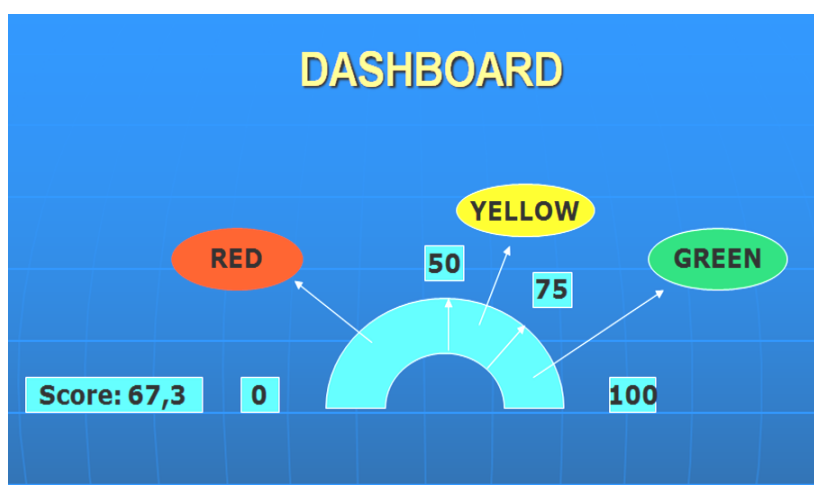 DASHBOARD
YELLOW
RED
50
GREEN
75
Score: 67,3
0
100